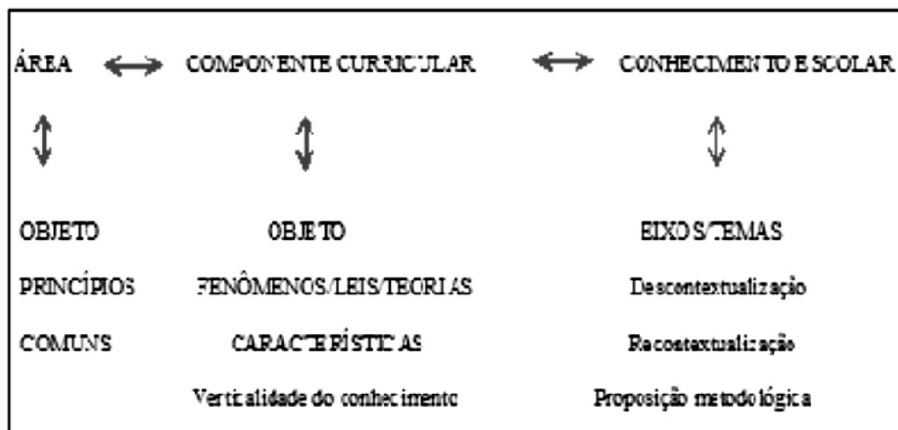 ÁREA COMPONENTE CURRICULAR CONHECIMENTO ESCOLAR
OBJETO OBJETO EIXOS/TEMAS
PRINCÍPIOS FENÔMENOS/LEIS/TEORIAS Descontextualização
COMUNS CARACTERÍSTICAS Recontextualização
Verticalidade do conhecimento Proposição metodológica